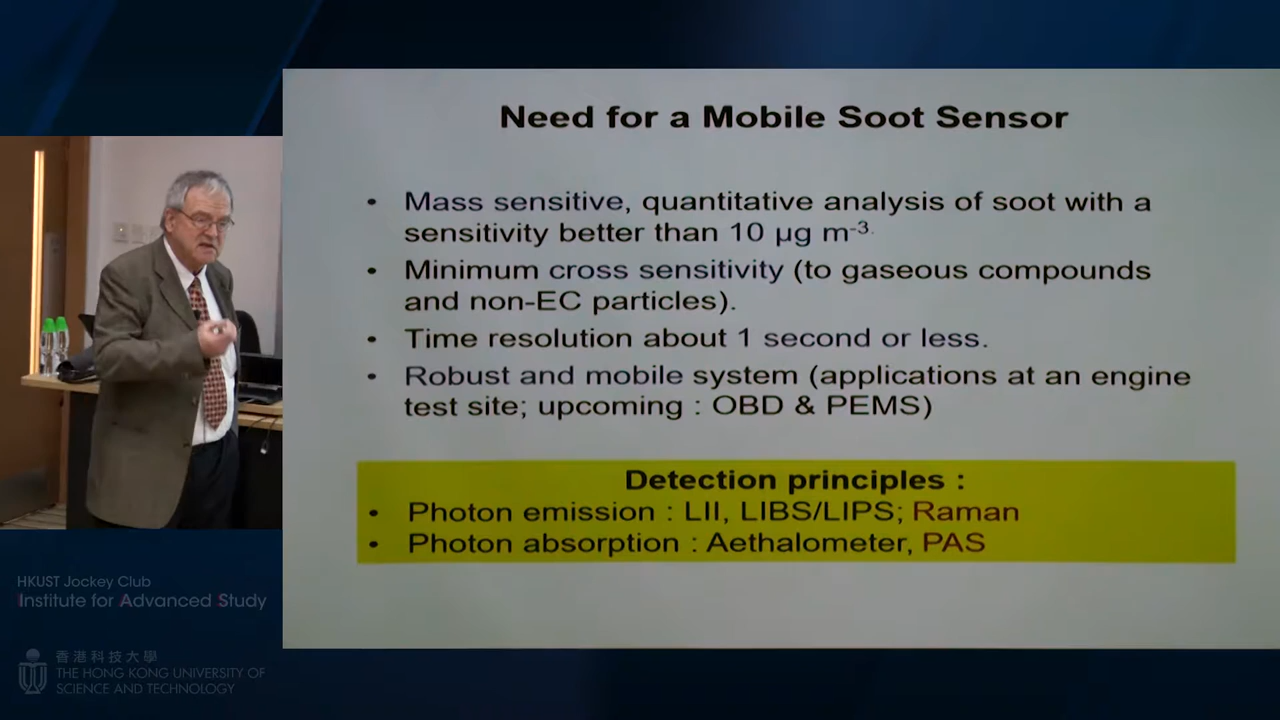 Need for a Mobile Soot Sensor
• Mass sensitive, quantitative analysis of soot with a
sensitivity better than 10 µg m⁻³.
• Minimum cross sensitivity (to gaseous compounds
and non-EC particles).
• Time resolution about 1 second or less.
• Robust and mobile system (applications at an engine
test site; upcoming : OBD & PEMS)
Detection principles :
• Photon emission : LII, LIBS/LIPS; Raman
• Photon absorption : Aethalometer, PAS
HKUST Jockey Club
Institute for Advanced Study
香港科技大學
THE HONG KONG UNIVERSITY OF
SCIENCE AND TECHNOLOGY